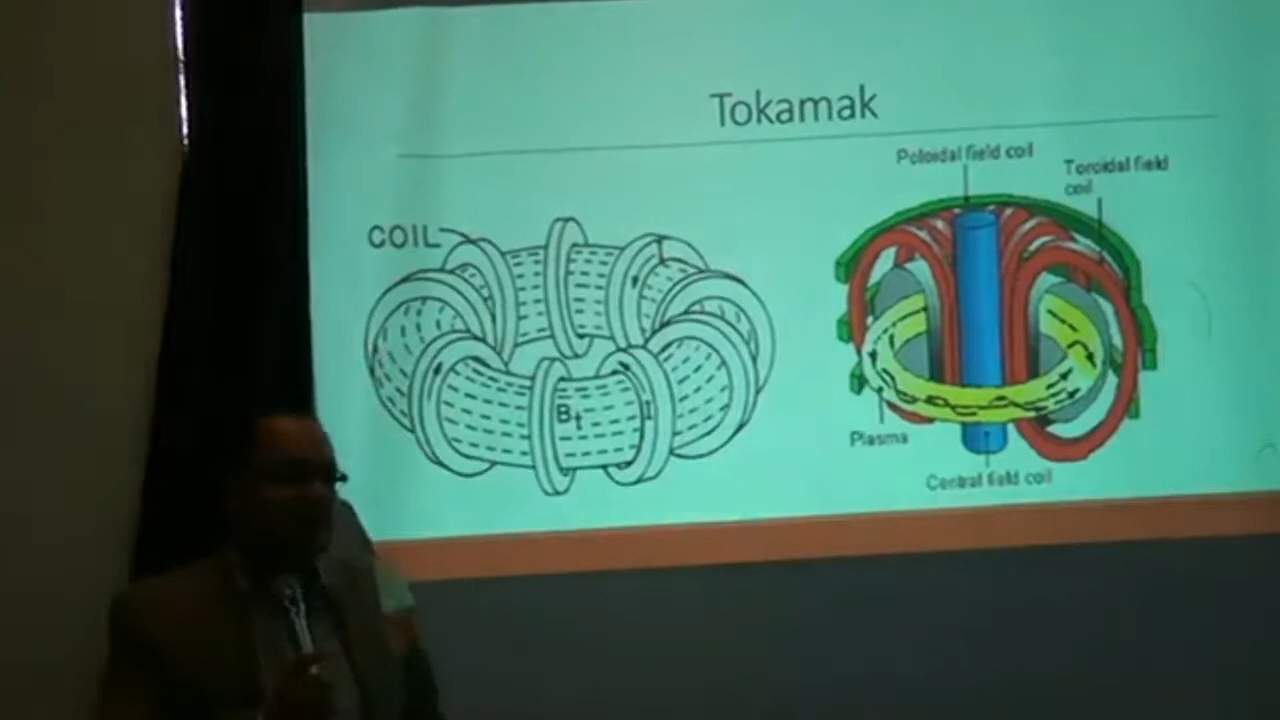 Tokamak
COIL
Bt
I
Poloidal field coil
Toroidal field
coil
Plasma
Central field coil